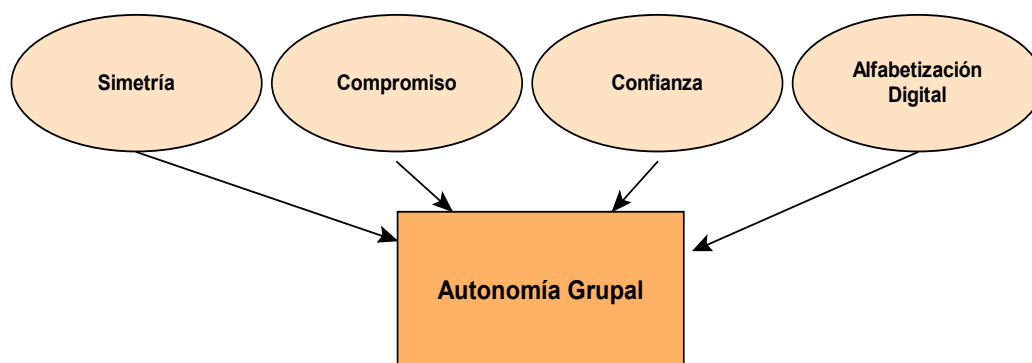 Simetría
Compromiso
Confianza
Alfabetización
Digital
Autonomía Grupal